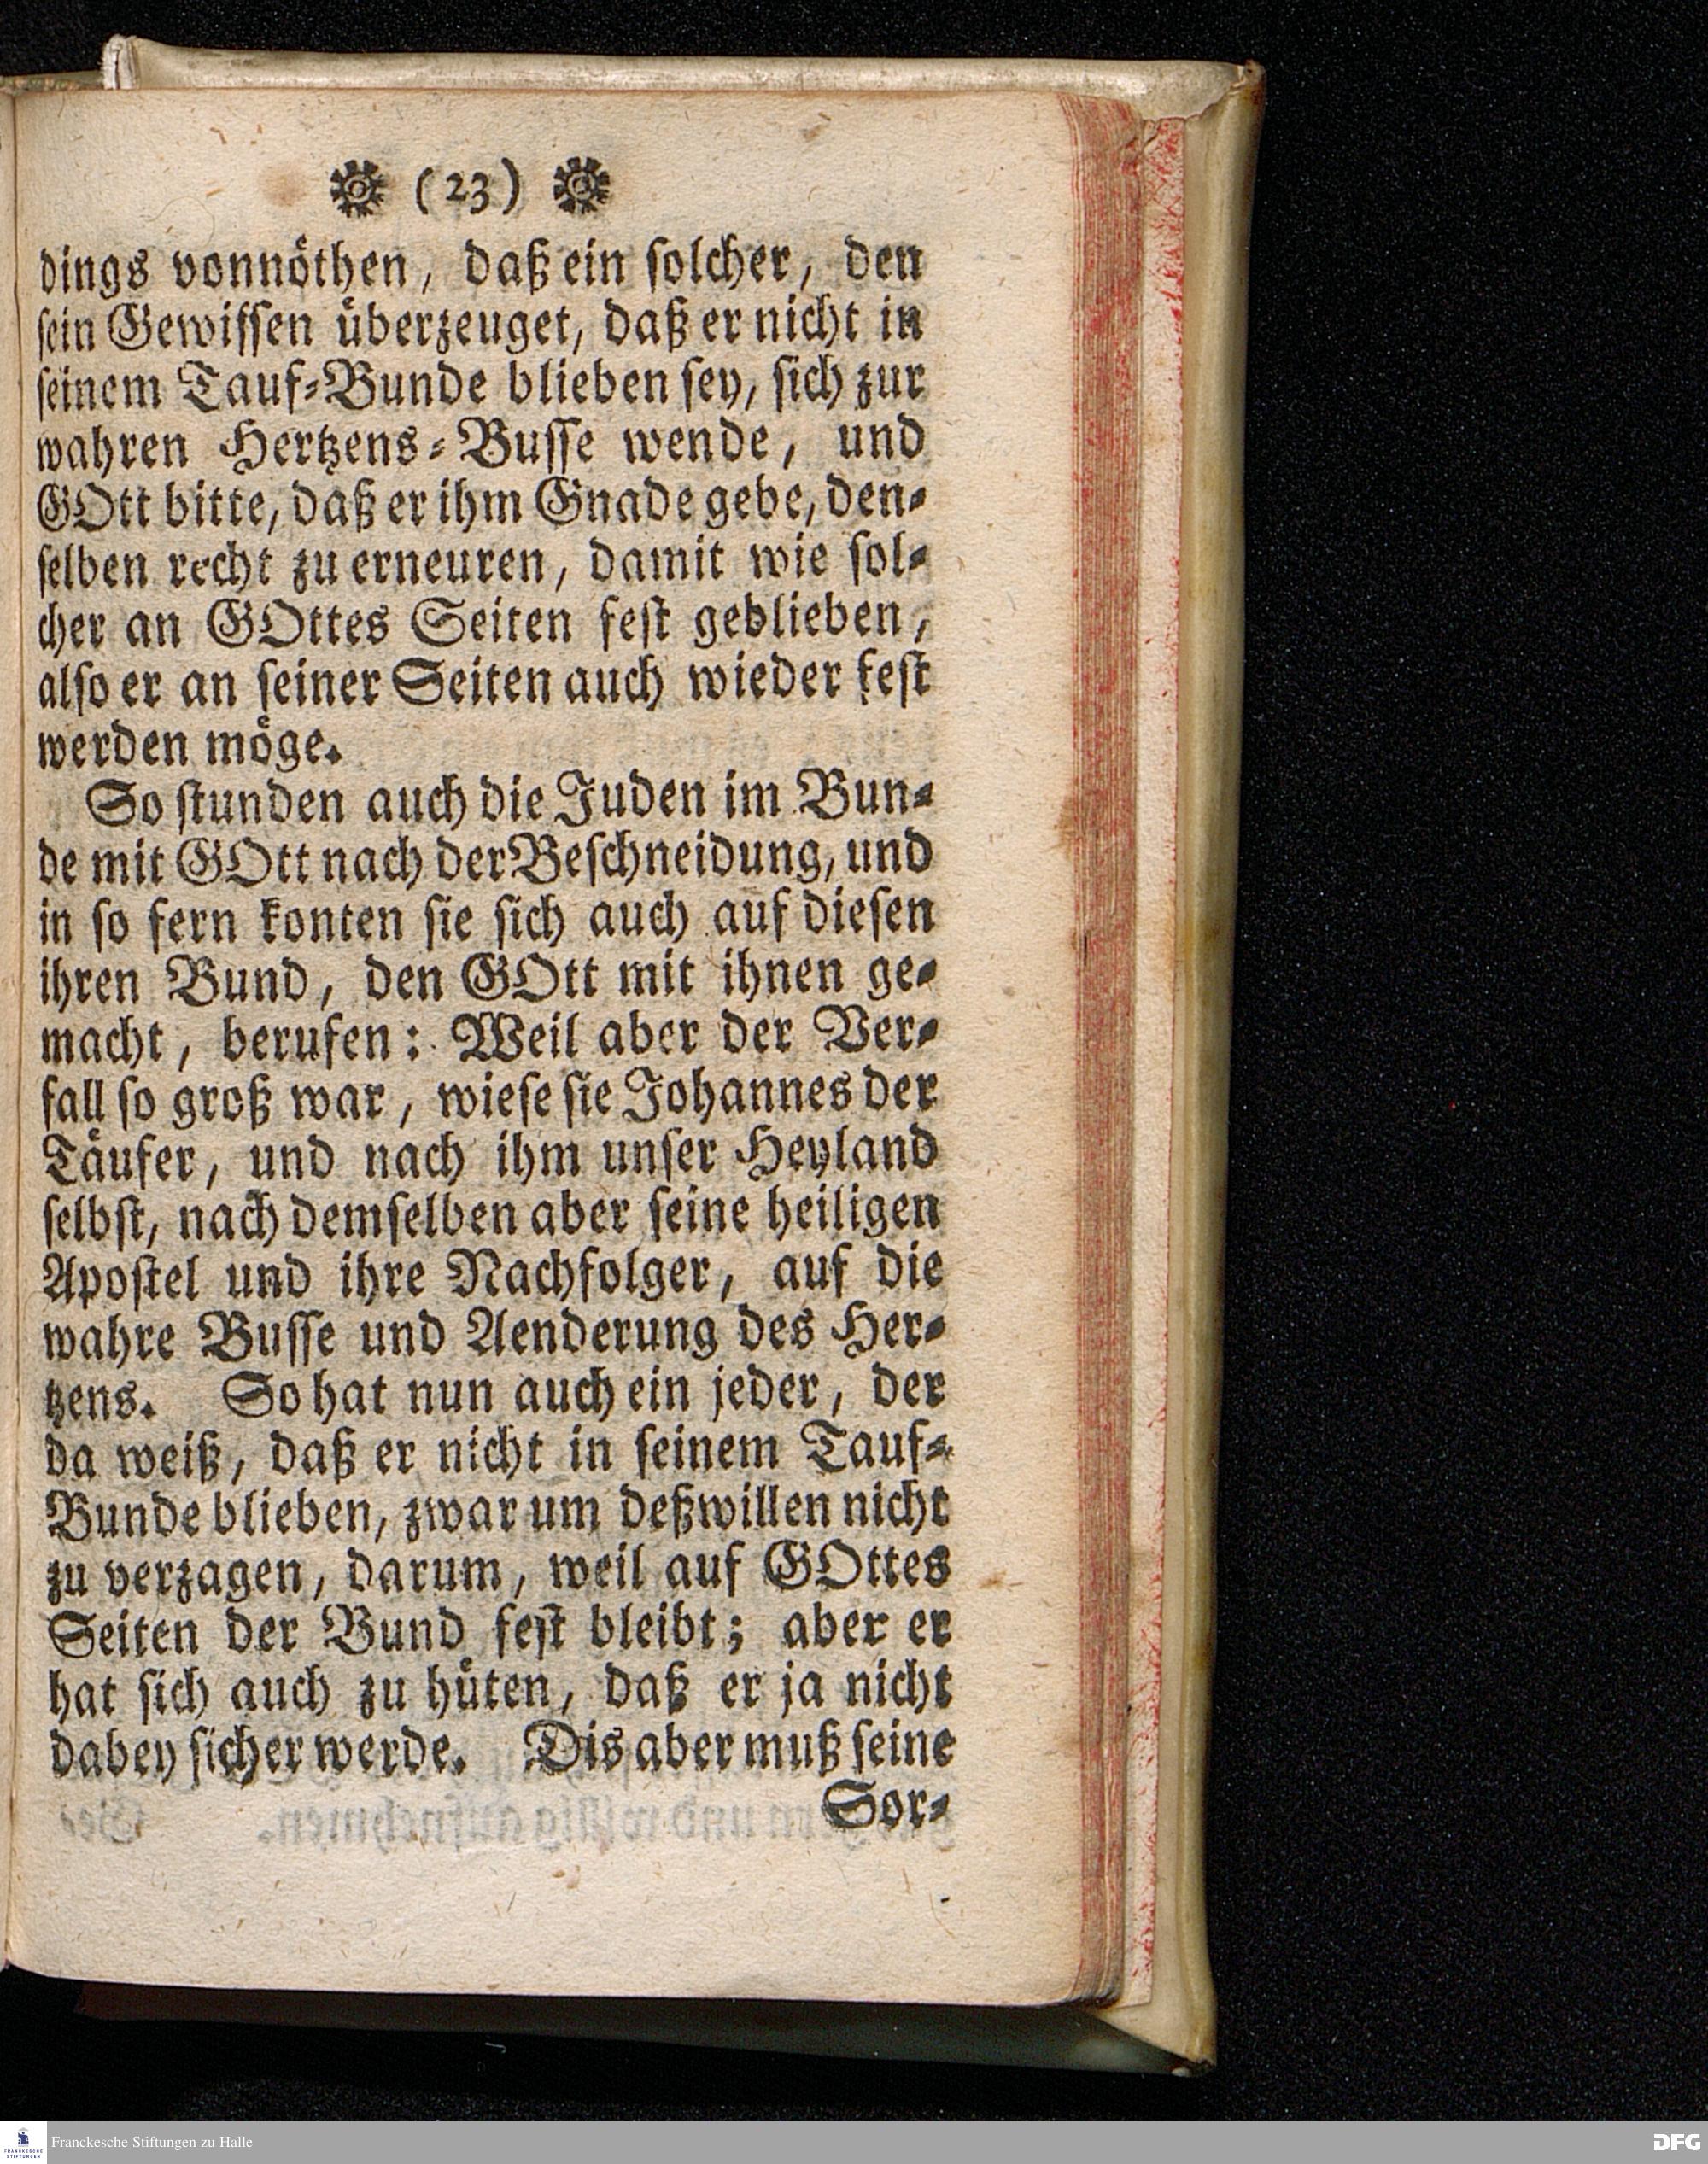 (23)
dings vonnöthen, daß ein solcher, den
sein Gewissen überzeuget, daß er nicht in
seinem Tauf-Bunde blieben sey, sich zur
wahren Hertzens-Busse wende, und
GOtt bitte, daß er ihm Gnade gebe, den-
selben recht zu erneuren, damit wie sol-
cher an GOttes Seiten fest geblieben,
also er an seiner Seiten auch wieder fest
werden möge.
So stunden auch die Juden im Bun-
de mit GOtt nach der Beschneidung, und
in so fern konten sie sich auch auf diesen
ihren Bund, den GOtt mit ihnen ge-
macht, berufen: Weil aber der Ver-
fall so groß war, wiese sie Johannes der
Täufer, und nach ihm unser Heyland
selbst, nach demselben aber seine heiligen
Apostel und ihre Nachfolger, auf die
wahre Busse und Aenderung des Her-
tzens. So hat nun auch ein jeder, der
da weiß, daß er nicht in seinem Tauf-
Bunde blieben, zwar um deßwillen nicht
zu verzagen, darum, weil auf GOttes
Seiten der Bund fest bleibt; aber er
hat sich auch zu hüten, daß er ja nicht
dabey sicher werde. Dis aber muß seine
Sor-
FRANCKESCHE
STIFTUNGEN
Franckesche Stiftungen zu Halle
DFG